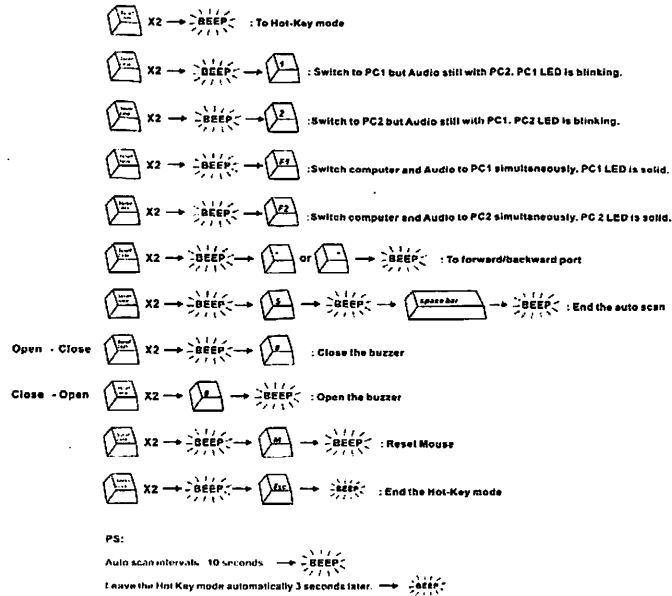 Scroll Lock X2 → BEEP : To Hot-Key mode
Scroll Lock X2 → BEEP → 1 : Switch to PC1 but Audio still with PC2. PC1 LED is blinking.
X2 → BEEP → 2 :Switch to PC2 but Audio still with PC1. PC2 LED is blinking.
X2 → BEEP → F1 :Switch computer and Audio to PC1 simultaneously. PC1 LED is solid.
X2 → BEEP → F2 :Switch computer and Audio to PC2 simultaneously. PC 2 LED is solid.
X2 → BEEP → or → BEEP : To forward/backward port
X2 → BEEP → S → BEEP → space bar → BEEP : End the auto scan
Open - Close X2 → BEEP → : Close the buzzer
Close - Open X2 → → BEEP : Open the buzzer
X2 → BEEP → M → BEEP : Reset Mouse
X2 → BEEP → Esc → BEEP : End the Hot-Key mode
PS:
Auto scan intervals 10 seconds → BEEP
Leave the Hot Key mode automatically 3 seconds later. → BEEP